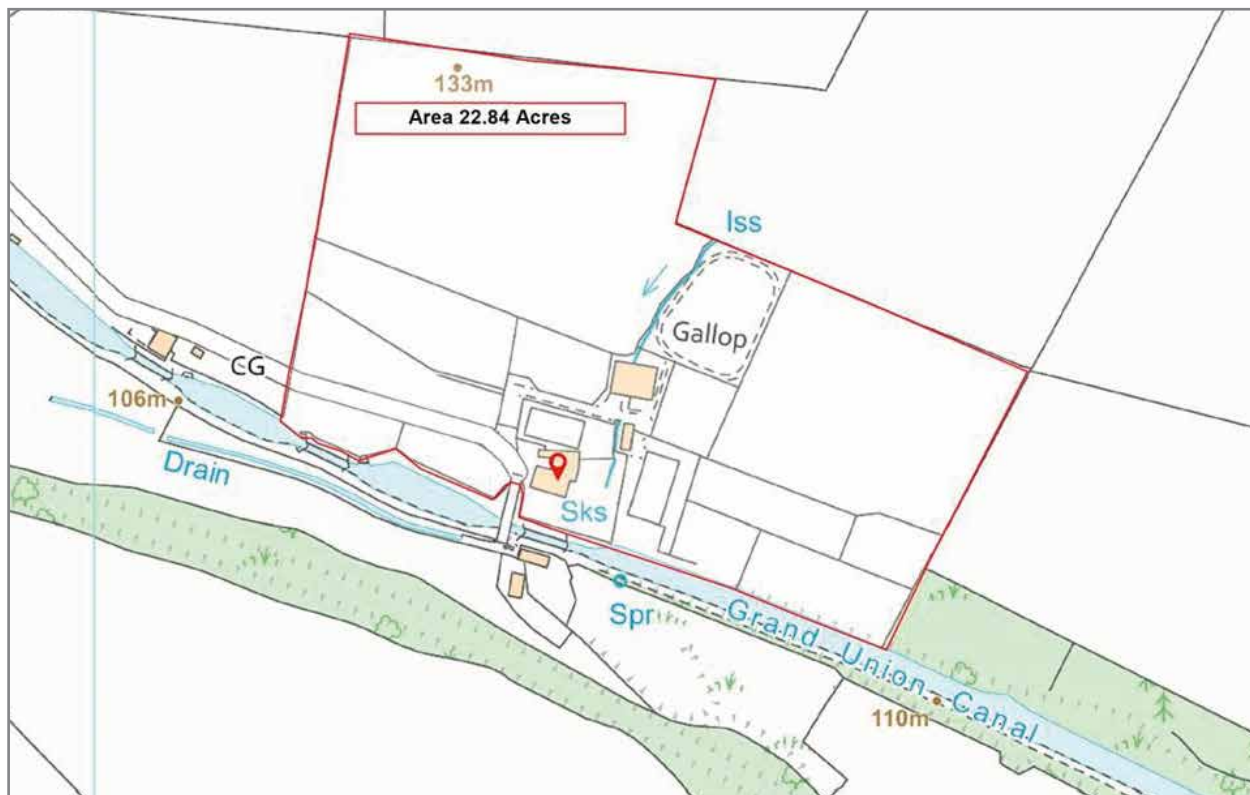 133m
Area 22.84 Acres
Iss
Gallop
CG
106m
Drain
Sks
Spr
Grand Union Canal
110m